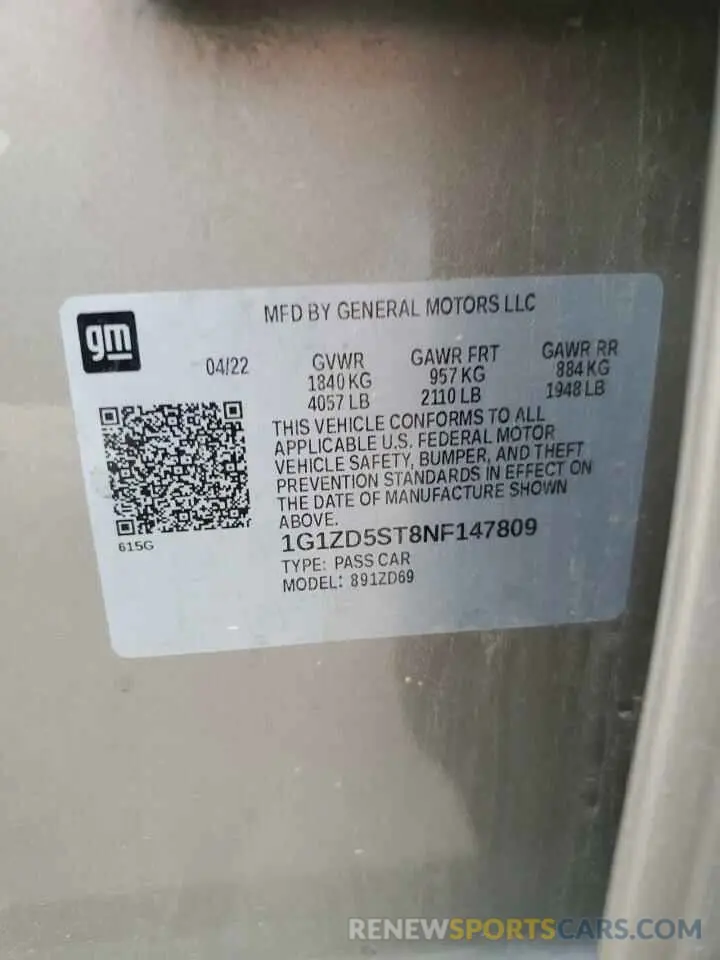 gm
MFD BY GENERAL MOTORS LLC
04/22
GVWR
1840 KG
4057 LB
GAWR FRT
957 KG
2110 LB
GAWR RR
884 KG
1948 LB
THIS VEHICLE CONFORMS TO ALL
APPLICABLE U.S. FEDERAL MOTOR
VEHICLE SAFETY, BUMPER, AND THEFT
PREVENTION STANDARDS IN EFFECT ON
THE DATE OF MANUFACTURE SHOWN
ABOVE.
615G
1G1ZD5ST8NF147809
TYPE: PASS CAR
MODEL: 891ZD69
RENEWSPORTSCARS.COM